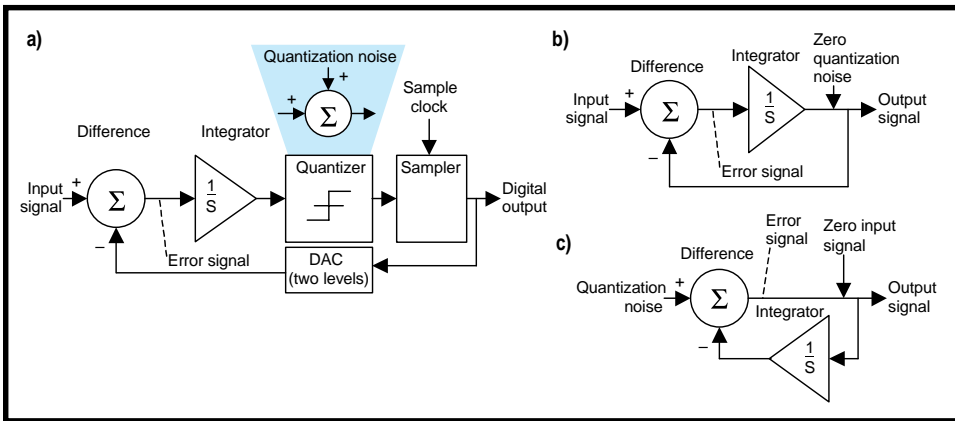 a)
Quantization noise
+
+
Σ
Sample
clock
Difference
Integrator
Quantizer
Sampler
Input
signal
+
Σ
1
S
Digital
output
–
Error signal
DAC
(two levels)
b)
Difference
Integrator
Zero
quantization
noise
Input
signal
+
Σ
1
S
Output
signal
–
Error signal
c)
Difference
Error
signal
Zero input
signal
Quantization
noise
+
Σ
Output
signal
Integrator
–
1
S